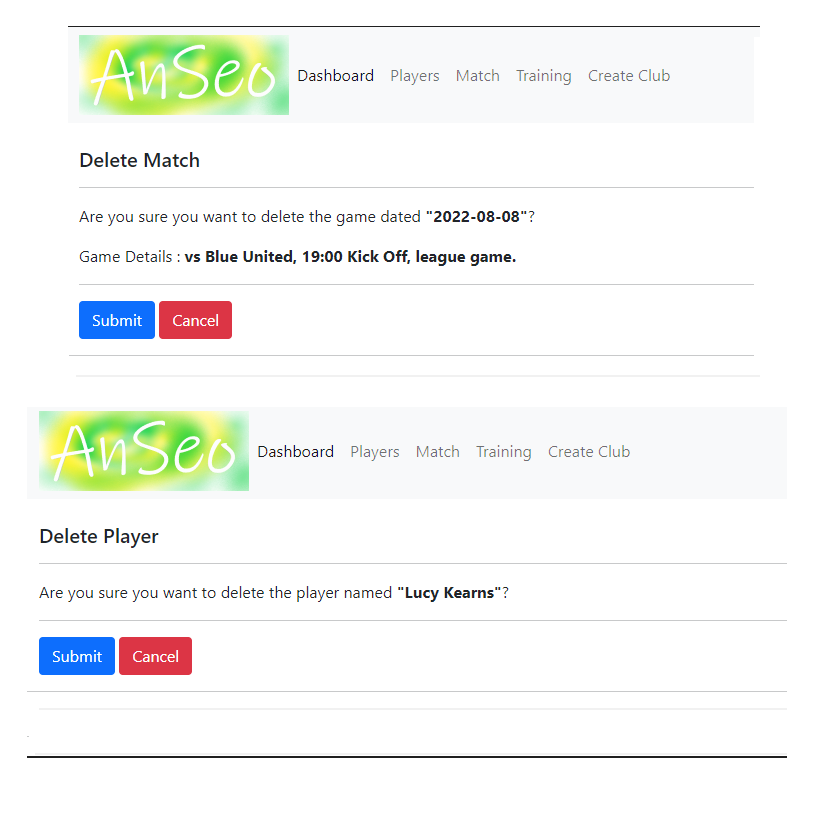 AnSeo Dashboard Players Match Training Create Club
Delete Match
Are you sure you want to delete the game dated "2022-08-08"?
Game Details : vs Blue United, 19:00 Kick Off, league game.
Submit Cancel
AnSeo Dashboard Players Match Training Create Club
Delete Player
Are you sure you want to delete the player named "Lucy Kearns"?
Submit Cancel